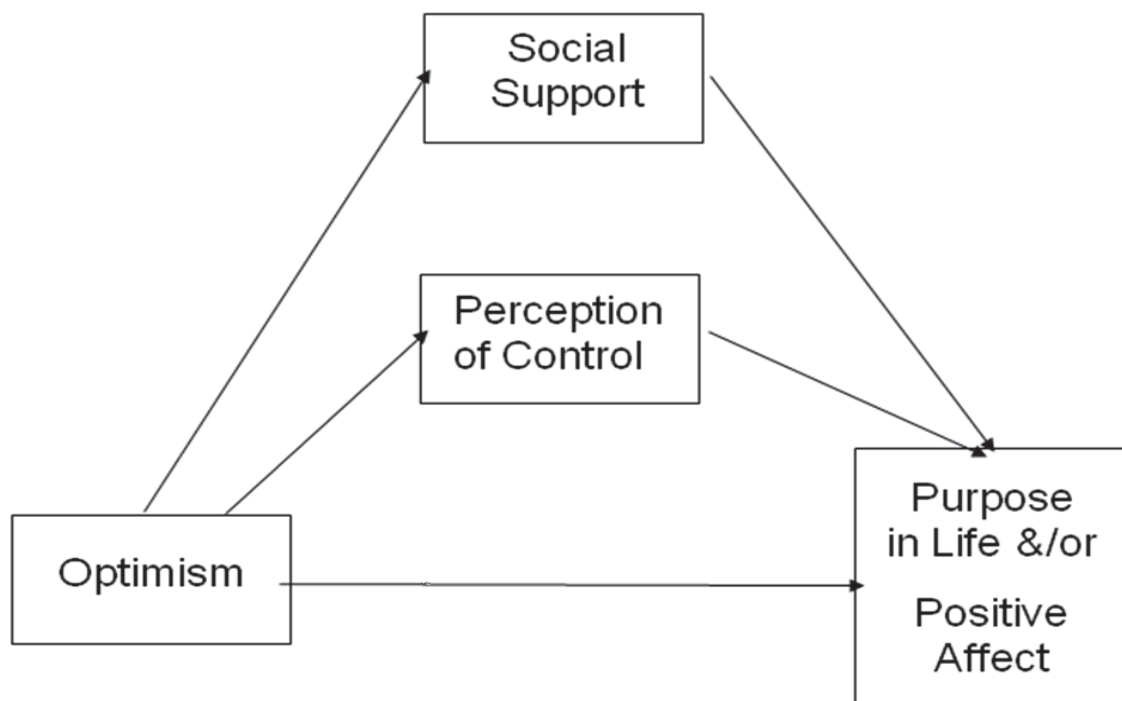 Social
Support
Perception
of Control
Optimism
Purpose
in Life &/or
Positive
Affect